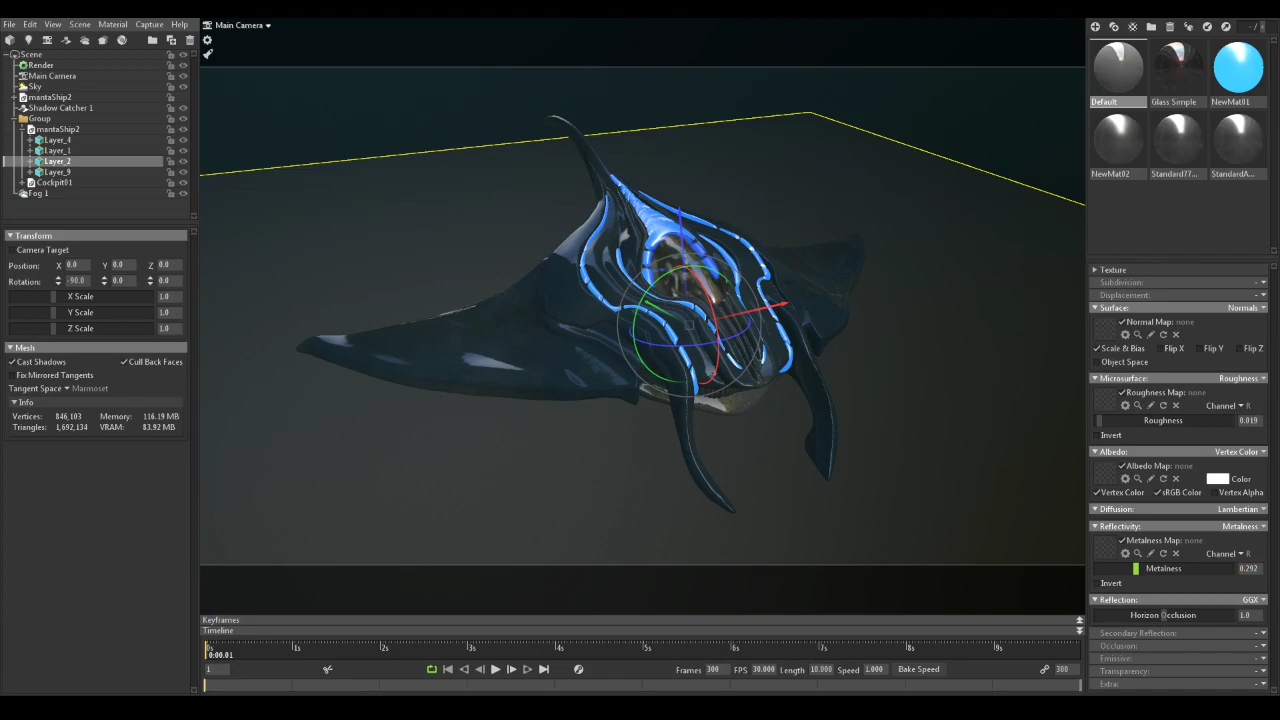 File Edit View Scene Material Capture Help
Scene
Render
Main Camera
Sky
mantaShip2
Shadow Catcher 1
Group
mantaShip2
Layer_4
Layer_1
Layer_2
Layer_9
Cockpit01
Fog 1
Transform
Camera Target
Position: X 0.0 Y 0.0 Z 0.0
Rotation: -90.0 0.0 0.0
X Scale 1.0
Y Scale 1.0
Z Scale 1.0
Mesh
Cast Shadows Cull Back Faces
Fix Mirrored Tangents
Tangent Space Marmoset
Info
Vertices: 846,103 Memory: 116.19 MB
Triangles: 1,692,134 VRAM: 83.92 MB
Main Camera
Keyframes
Timeline
0s 1s 2s 3s 4s 5s 6s 7s 8s 9s
0:00.01
1 Frames 300 FPS 30.000 Length 10.000 Speed 1.000 Bake Speed 300
Default Glass Simple NewMat01
NewMat02 Standard77... StandardA...
Texture
Subdivision:
Displacement:
Surface: Normals
Normal Map: none
Scale & Bias Flip X Flip Y Flip Z
Object Space
Microsurface: Roughness
Roughness Map: none
Channel R
Roughness 0.019
Invert
Albedo: Vertex Color
Albedo Map: none
Color
Vertex Color sRGB Color Vertex Alpha
Diffusion: Lambertian
Reflectivity: Metalness
Metalness Map: none
Channel R
Metalness 0.292
Invert
Reflection: GGX
Horizon Occlusion 1.0
Secondary Reflection:
Occlusion:
Emissive:
Transparency:
Extra: